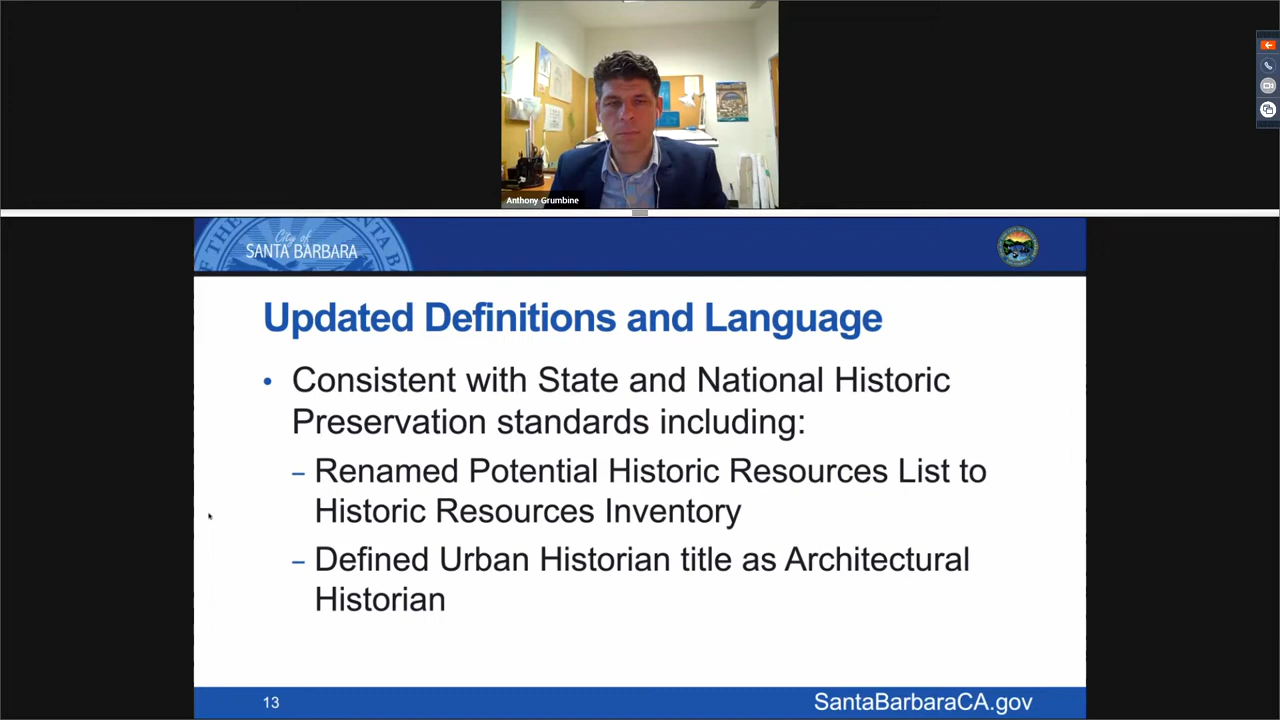 Anthony Grumbine
City of
SANTA BARBARA
Updated Definitions and Language
• Consistent with State and National Historic
Preservation standards including:
– Renamed Potential Historic Resources List to
Historic Resources Inventory
– Defined Urban Historian title as Architectural
Historian
13
SantaBarbaraCA.gov